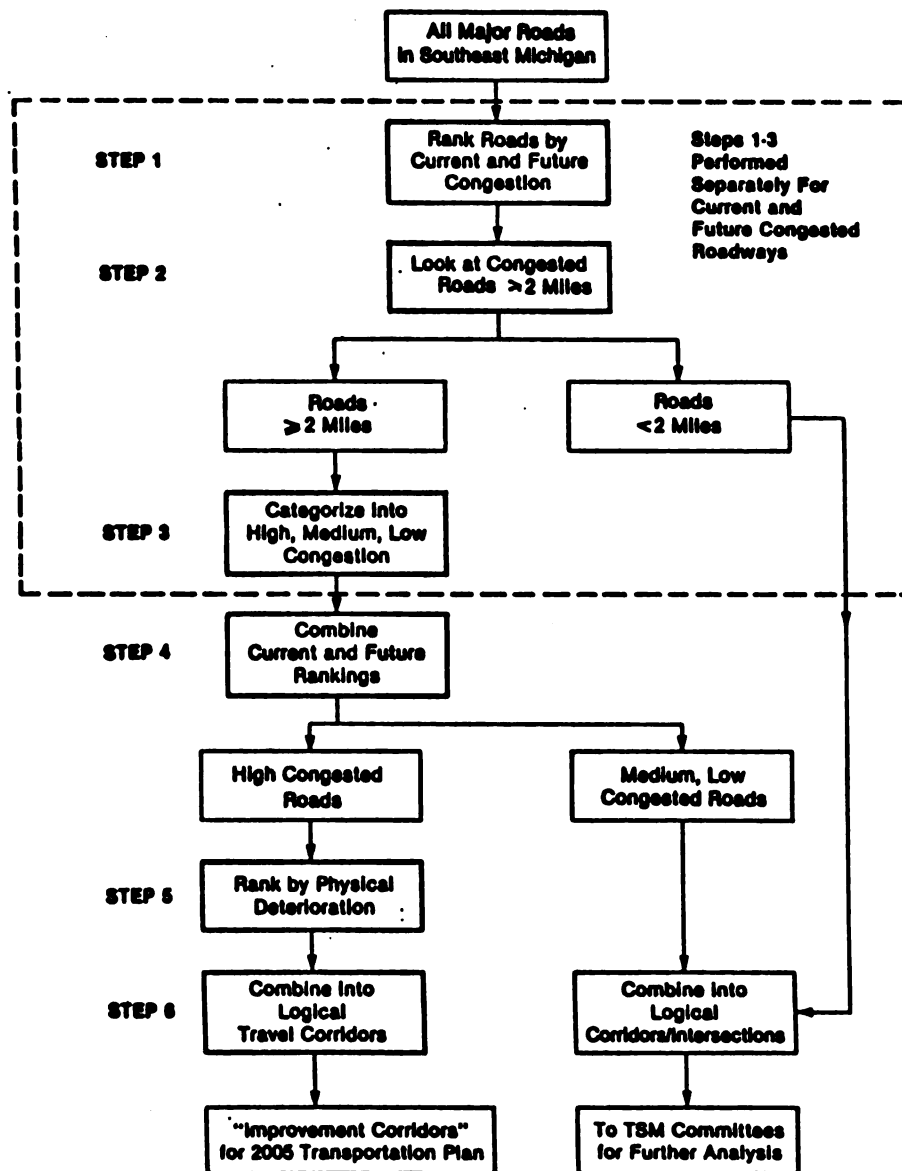 All Major Roads
in Southeast Michigan
STEP 1
Rank Roads by
Current and Future
Congestion
Steps 1-3
Performed
Separately For
Current and
Future Congested
Roadways
STEP 2
Look at Congested
Roads >2 Miles
Roads
⩾2 Miles
Roads
<2 Miles
STEP 3
Categorize into
High, Medium, Low
Congestion
STEP 4
Combine
Current and Future
Rankings
High Congested
Roads
Medium, Low
Congested Roads
STEP 5
Rank by Physical
Deterioration
STEP 6
Combine into
Logical
Travel Corridors
Combine into
Logical
Corridors/Intersections
"Improvement Corridors"
for 2005 Transportation Plan
To TSM Committees
for Further Analysis